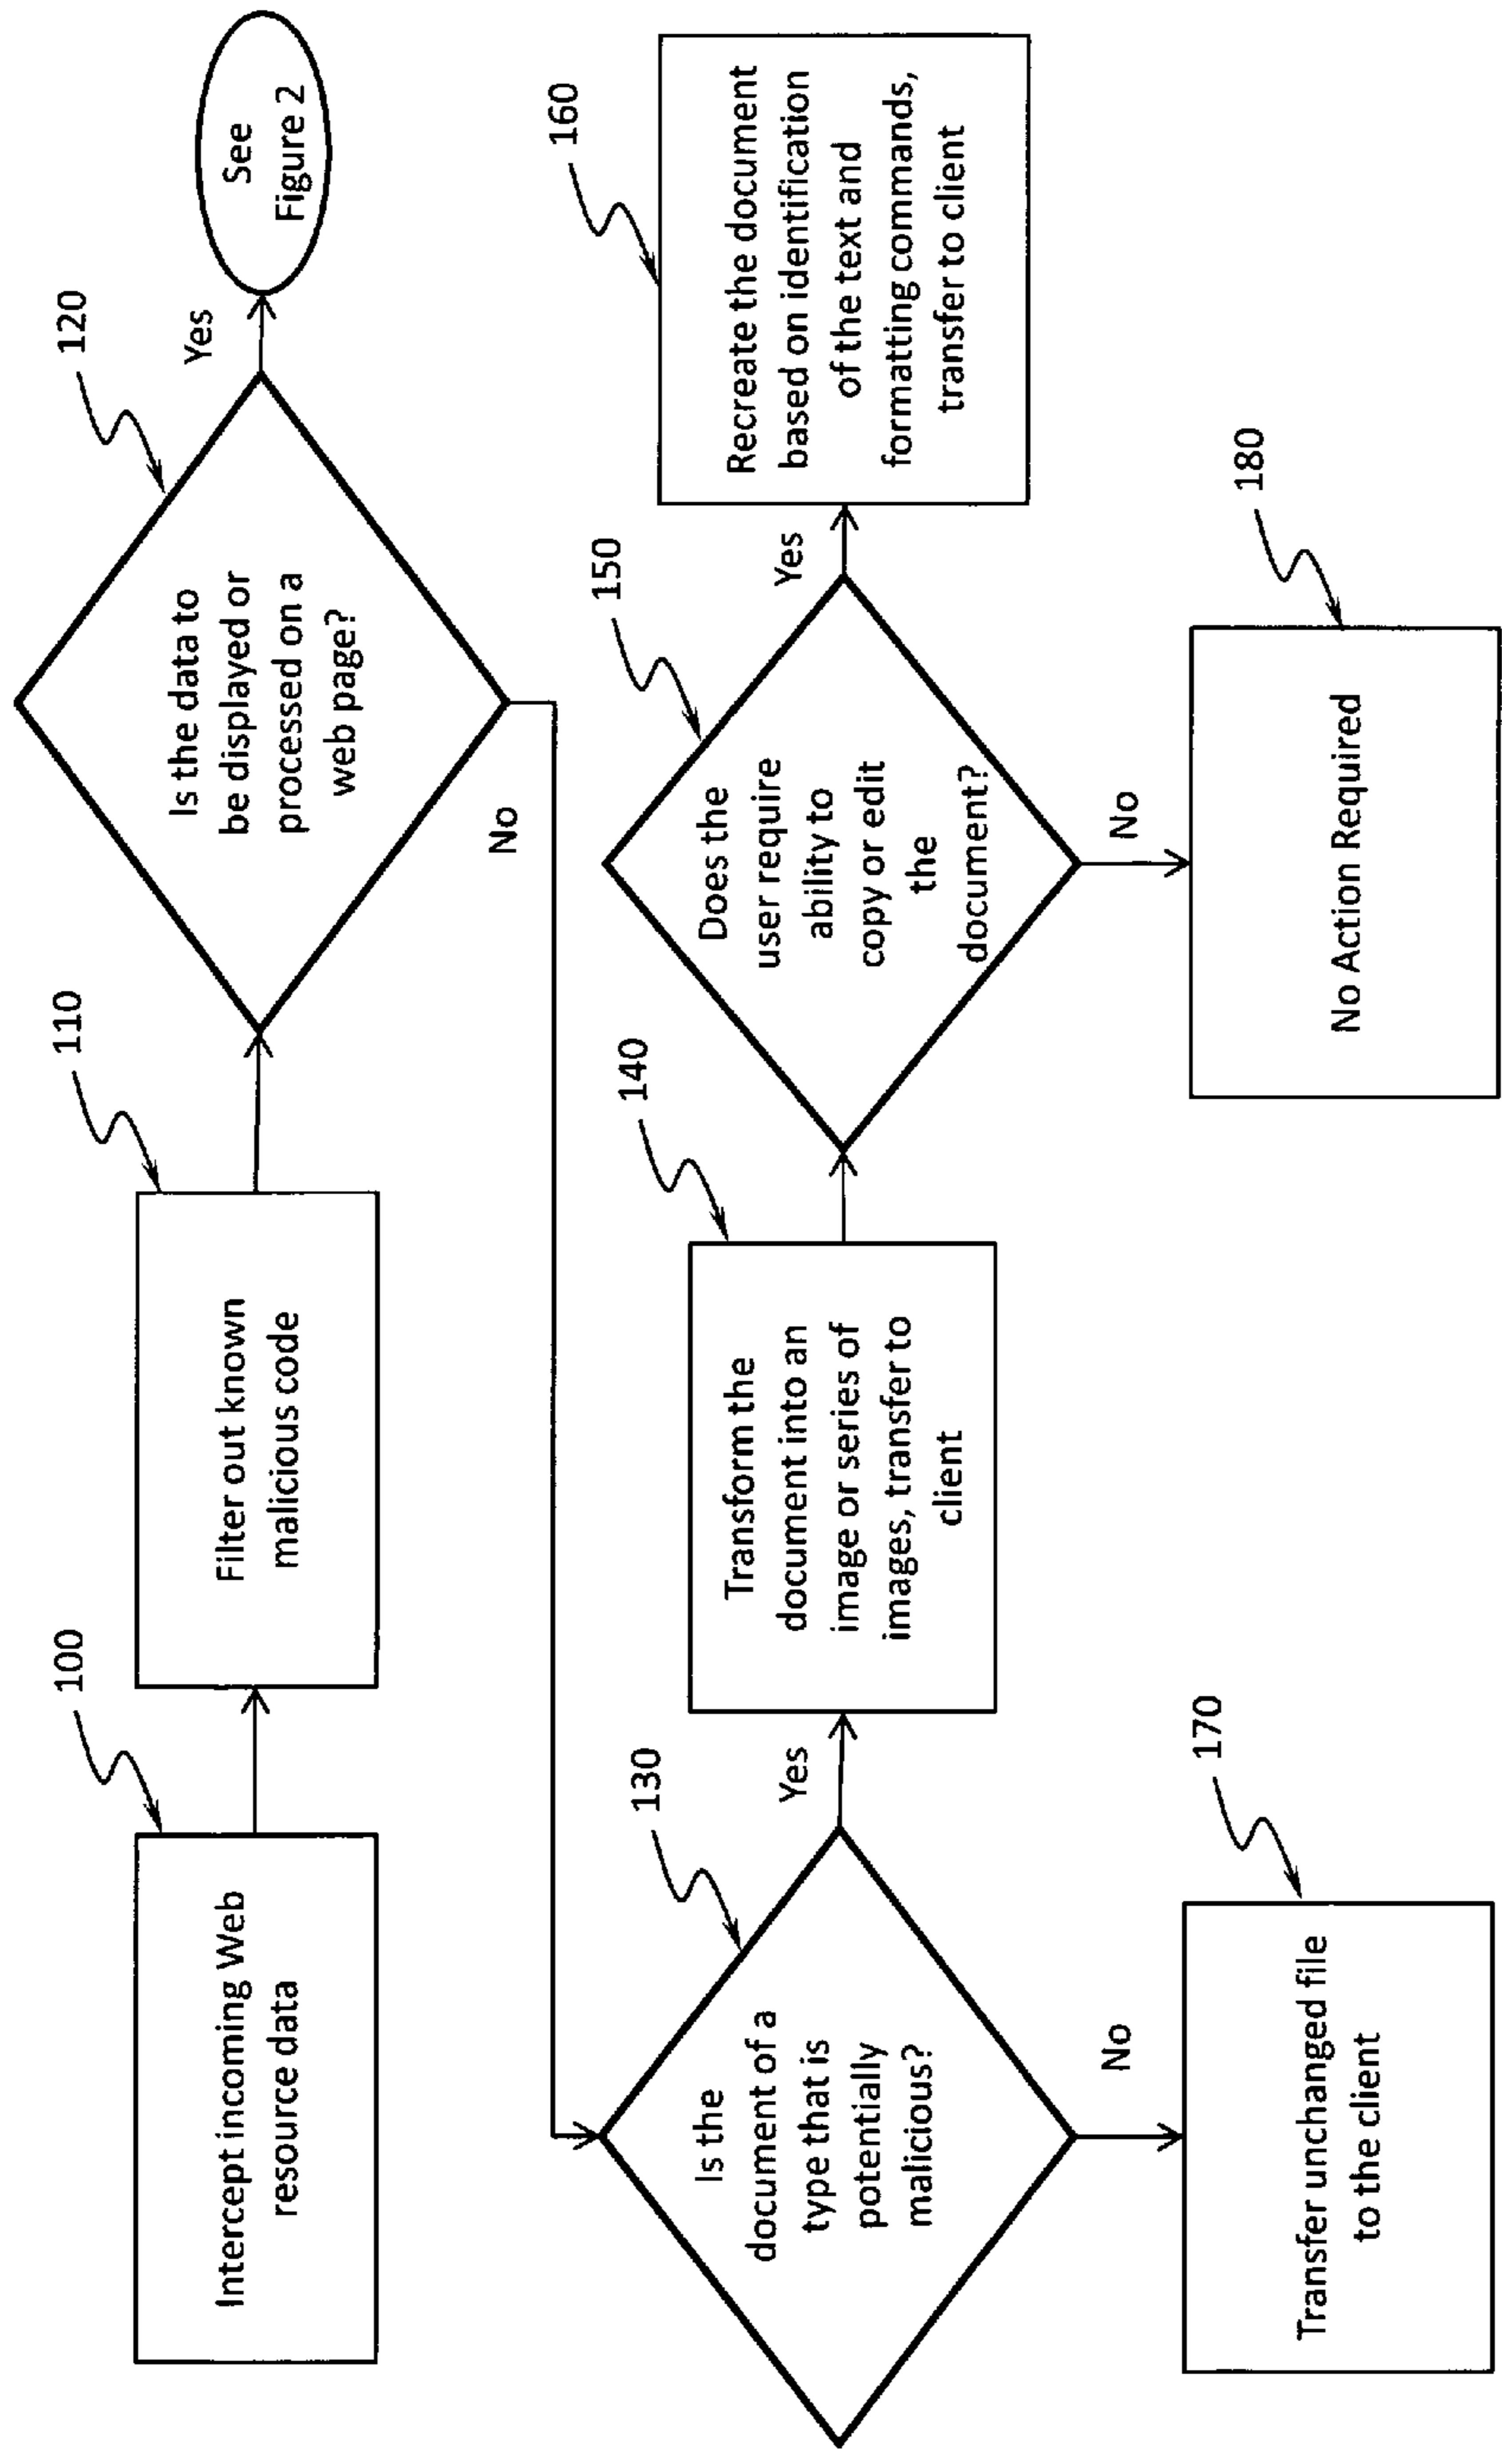 100
Intercept incoming Web
resource data
110
Filter out known
malicious code
120
Is the data to
be displayed or
processed on a
web page?
Yes
See
Figure 2
No
130
Is the
document of a
type that is
potentially
malicious?
Yes
140
Transform the
document into an
image or series of
images, transfer to
client
150
Does the
user require
ability to
copy or edit
the
document?
Yes
160
Recreate the document
based on identification
of the text and
formatting commands,
transfer to client
No
170
Transfer unchanged file
to the client
No
180
No Action Required